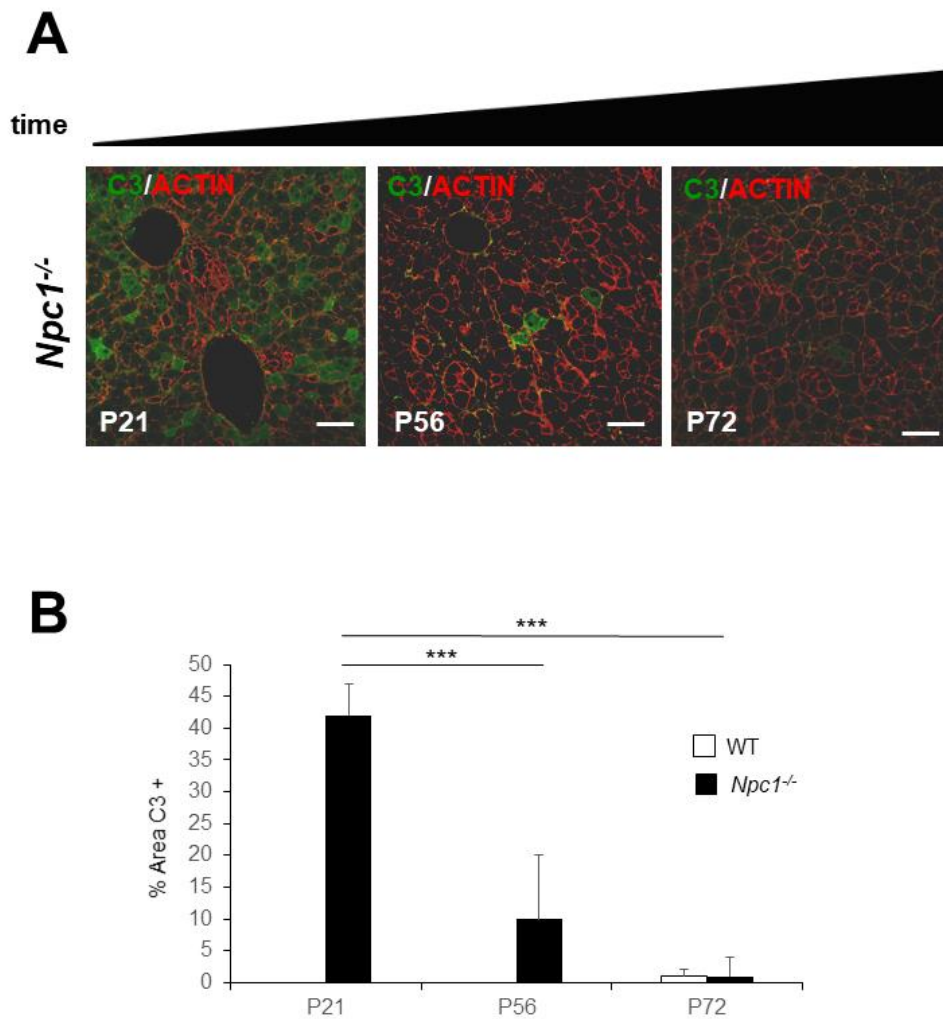 A
time
C3/ACTIN C3/ACTIN C3/ACTIN
Npc1-/-
P21 P56 P72
B
***
***
50
45
40
35
30
25
20
15
10
5
0
% Area C3 +
WT
Npc1-/-
P21 P56 P72